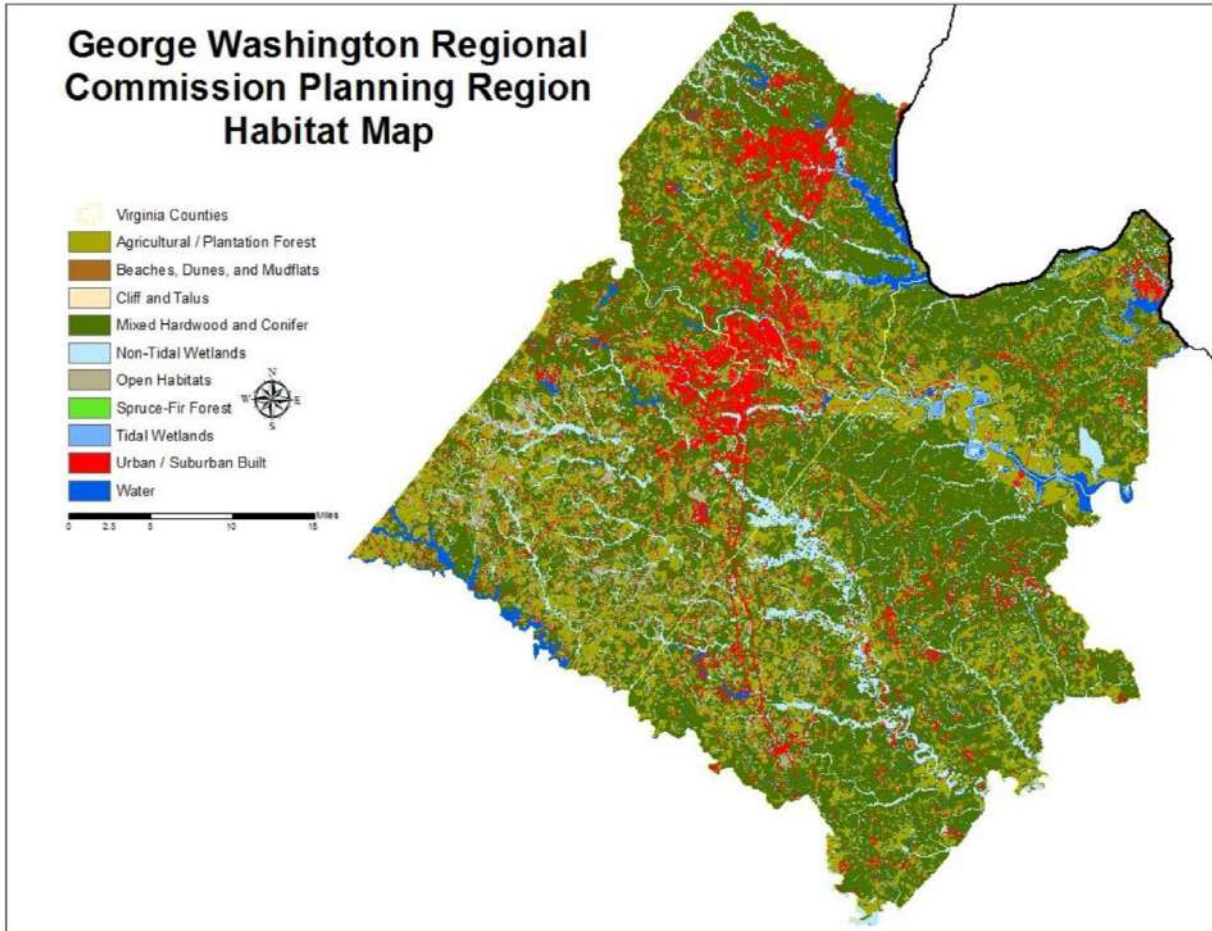 George Washington Regional
Commission Planning Region
Habitat Map
Virginia Counties
Agricultural / Plantation Forest
Beaches, Dunes, and Mudflats
Cliff and Talus
Mixed Hardwood and Conifer
Non-Tidal Wetlands
Open Habitats
Spruce-Fir Forest
Tidal Wetlands
Urban / Suburban Built
Water
N
W E
S
Miles
0 2.5 5 10 15